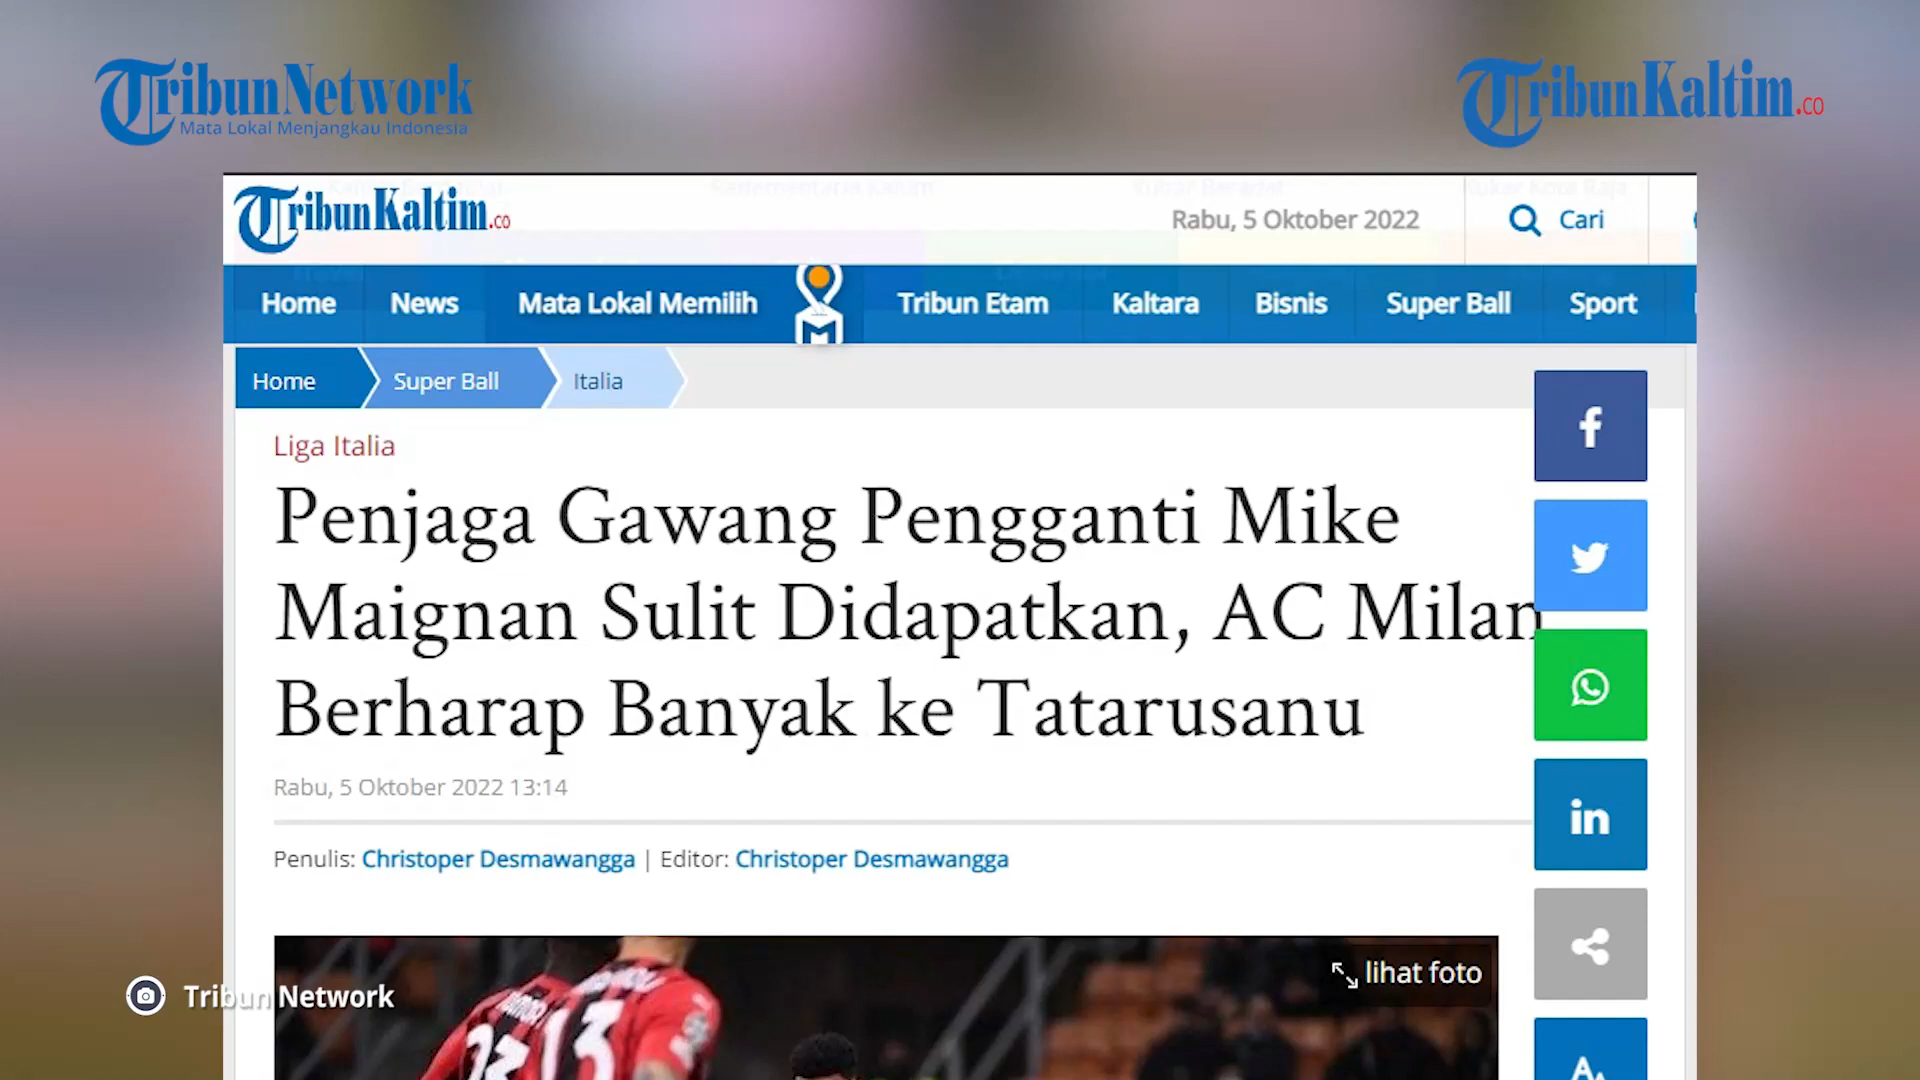 TribunNetwork
Mata Lokal Menjangkau Indonesia
TribunKaltim.co
TribunKaltim.co
Rabu, 5 Oktober 2022
Cari
Home
News
Mata Lokal Memilih
Tribun Etam
Kaltara
Bisnis
Super Ball
Sport
Home
Super Ball
Italia
Liga Italia
Penjaga Gawang Pengganti Mike
Maignan Sulit Didapatkan, AC Milan
Berharap Banyak ke Tatarusanu
Rabu, 5 Oktober 2022 13:14
Penulis: Christoper Desmawangga | Editor: Christoper Desmawangga
lihat foto
Tribun Network
23
13